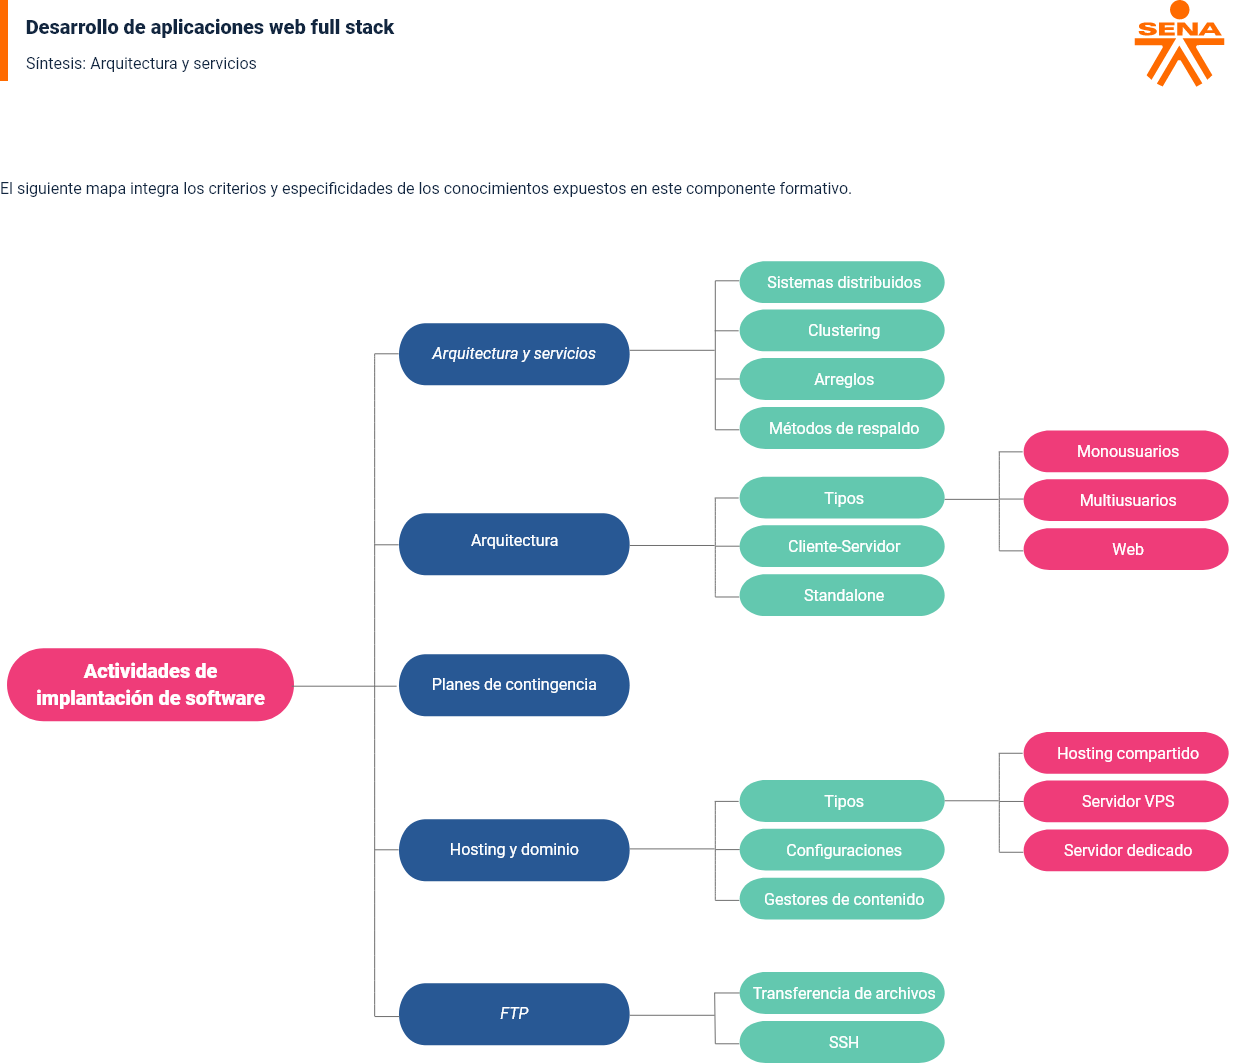 Desarrollo de aplicaciones web full stack
Síntesis: Arquitectura y servicios
SENA
El siguiente mapa integra los criterios y especificidades de los conocimientos expuestos en este componente formativo.
Actividades de
implantación de software
Arquitectura y servicios
Sistemas distribuidos
Clustering
Arreglos
Métodos de respaldo
Arquitectura
Tipos
Monousuarios
Multiusuarios
Web
Cliente-Servidor
Standalone
Planes de contingencia
Hosting y dominio
Tipos
Hosting compartido
Servidor VPS
Servidor dedicado
Configuraciones
Gestores de contenido
FTP
Transferencia de archivos
SSH